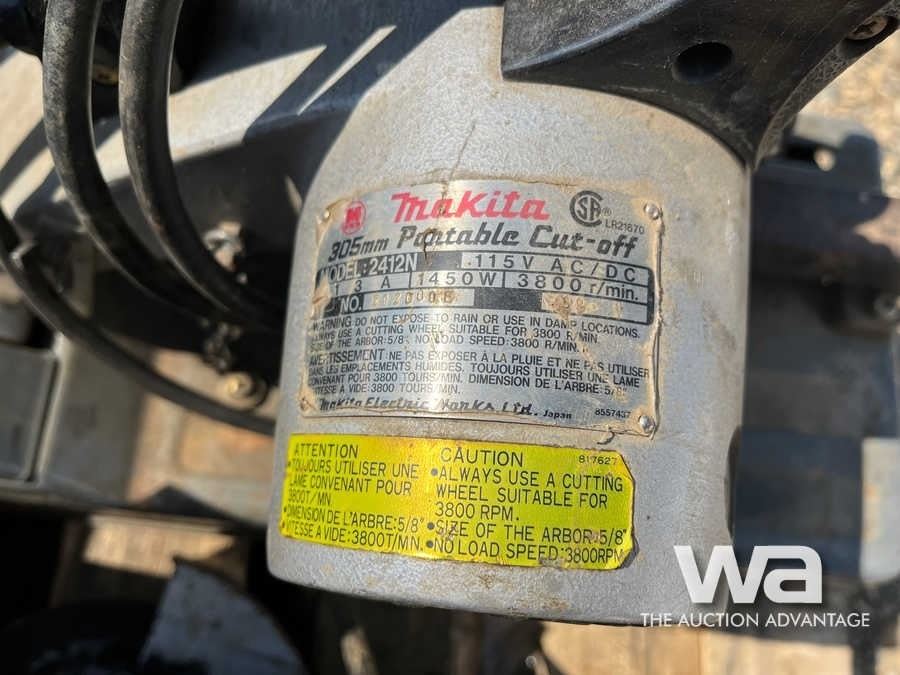 M Makita SA ®
LR21670
305mm Portable Cut-off
MODEL: 2412N 115V AC/DC
13A 1450W 3800r/min.
NO.
WARNING: DO NOT EXPOSE TO RAIN OR USE IN DAMP LOCATIONS.
ALWAYS USE A CUTTING WHEEL SUITABLE FOR 3800 R/MIN.
SIZE OF THE ARBOR: 5/8", NO LOAD SPEED: 3800 R/MIN.
AVERTISSEMENT: NE PAS EXPOSER À LA PLUIE ET NE PAS UTILISER
DANS LES EMPLACEMENTS HUMIDES. TOUJOURS UTILISER UNE LAME
CONVENANT POUR 3800 TOURS/MIN. DIMENSION DE L'ARBRE: 5/8",
VITESSE A VIDE: 3800 TOURS/MIN.
Makita Electric Works Ltd. Japan 8557437
ATTENTION
•TOUJOURS UTILISER UNE
LAME CONVENANT POUR
3800T/MN.
•DIMENSION DE L'ARBRE: 5/8"
•VITESSE A VIDE: 3800T/MN.
CAUTION 817627
•ALWAYS USE A CUTTING
WHEEL SUITABLE FOR
3800 RPM.
•SIZE OF THE ARBOR: 5/8"
•NO LOAD SPEED: 3800RPM
wa
THE AUCTION ADVANTAGE